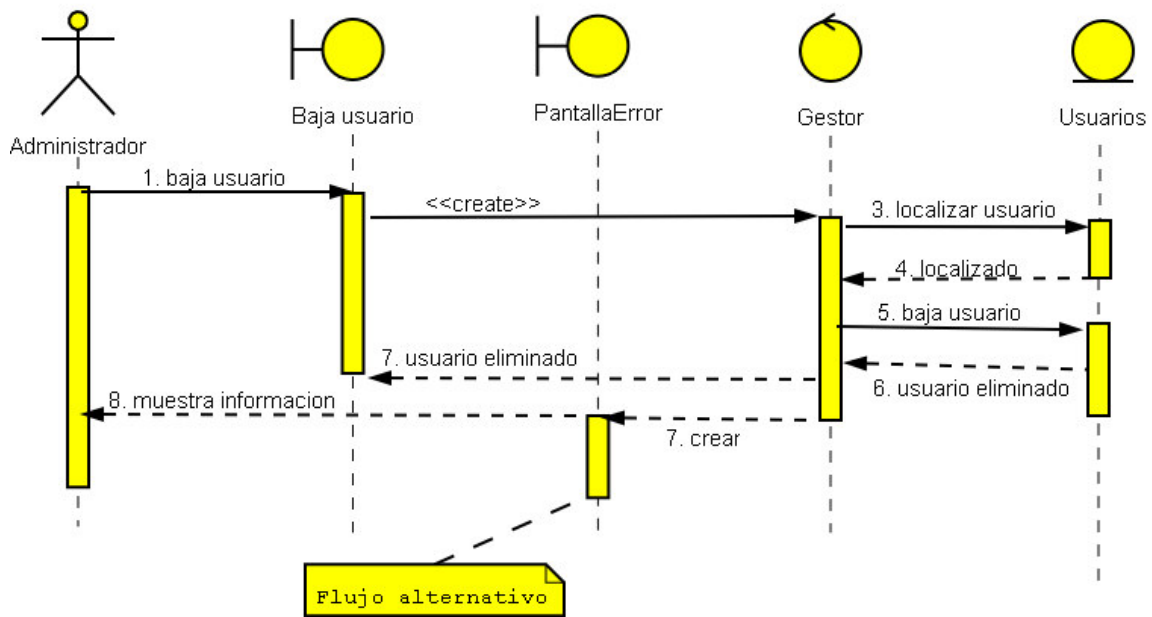 Administrador
Baja usuario
PantallaError
Gestor
Usuarios
1. baja usuario
<<create>>
3. localizar usuario
4. localizado
5. baja usuario
7. usuario eliminado
6. usuario eliminado
8. muestra informacion
7. crear
Flujo alternativo